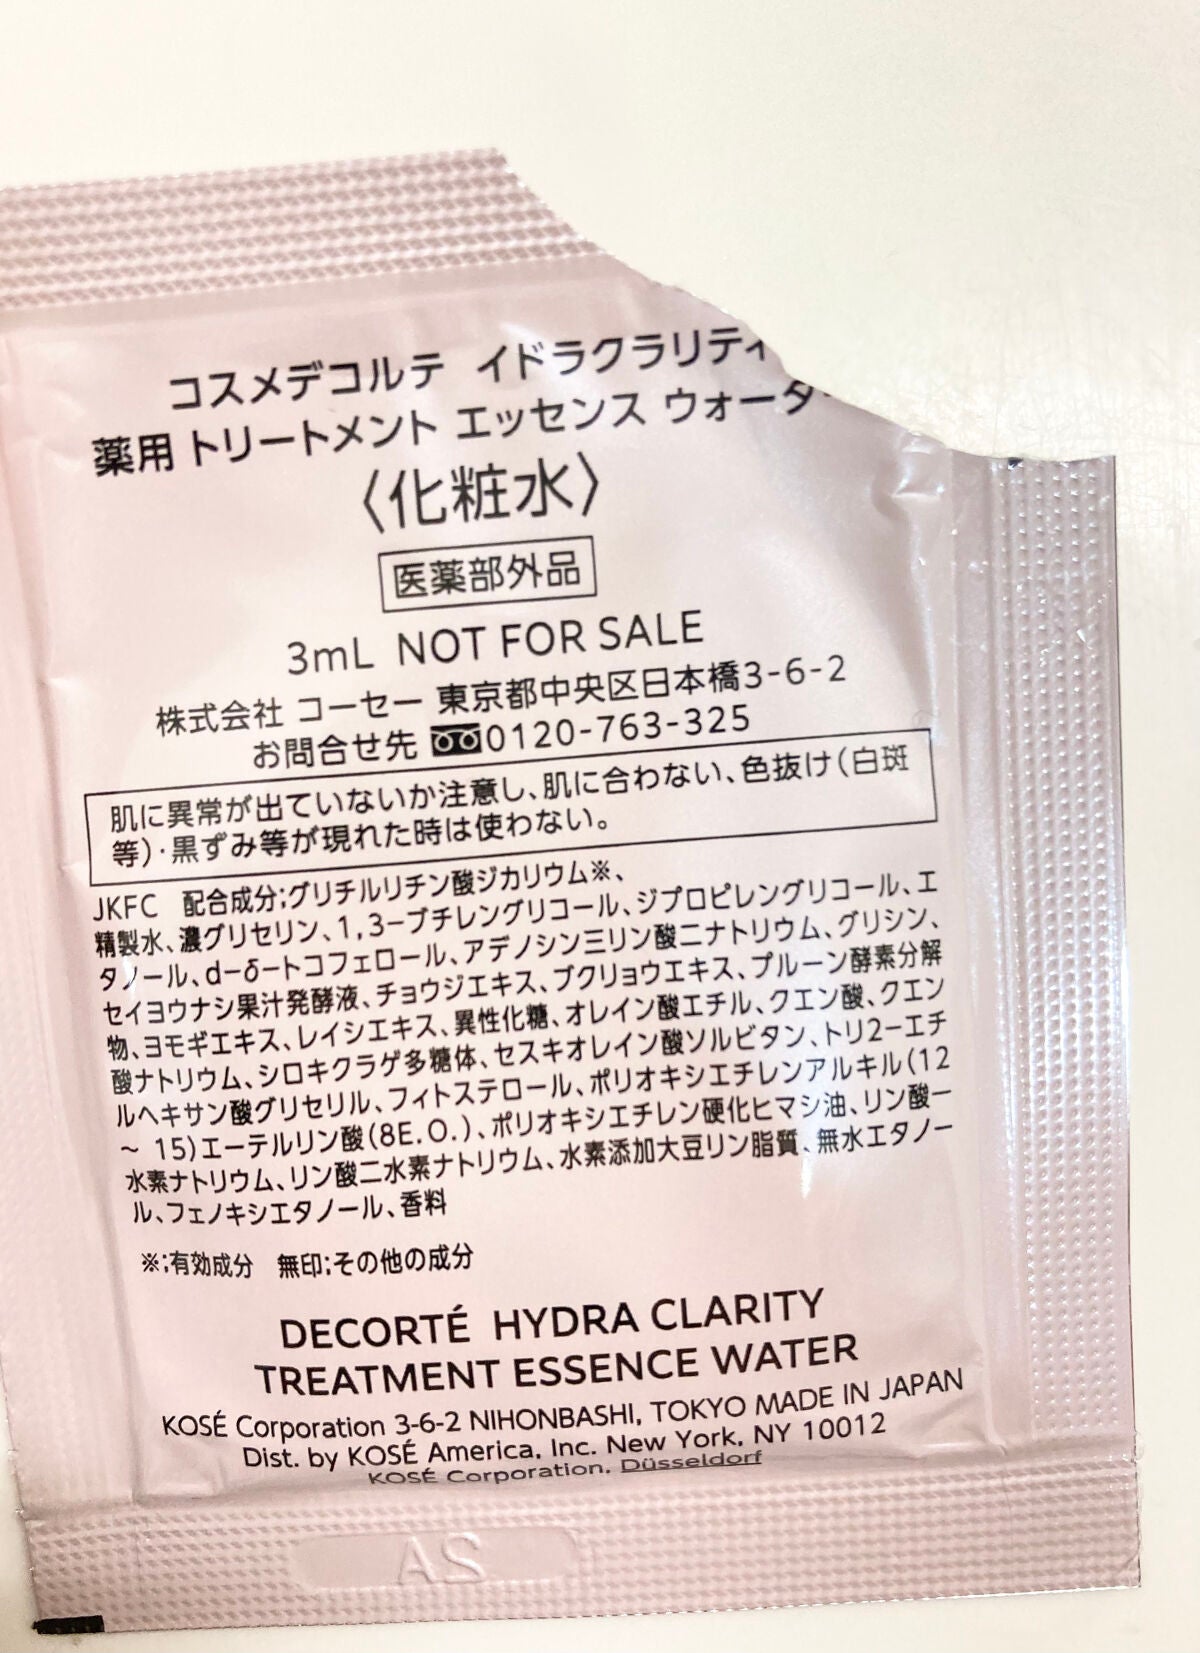 コスメデコルテ イドラクラリティ
薬用 トリートメント エッセンス ウォーター
〈化粧水〉
医薬部外品
3mL NOT FOR SALE
株式会社 コーセー 東京都中央区日本橋3-6-2
お問合せ先 0120-763-325
肌に異常が出ていないか注意し、肌に合わない、色抜け(白斑
等)・黒ずみ等が現れた時は使わない。
JKFC 配合成分;グリチルリチン酸ジカリウム※、
精製水、濃グリセリン、1,3-ブチレングリコール、ジプロピレングリコール、エ
タノール、d-δ-トコフェロール、アデノシン三リン酸二ナトリウム、グリシン、
セイヨウナシ果汁発酵液、チョウジエキス、ブクリョウエキス、プルーン酵素分解
物、ヨモギエキス、レイシエキス、異性化糖、オレイン酸エチル、クエン酸、クエン
酸ナトリウム、シロキクラゲ多糖体、セスキオレイン酸ソルビタン、トリ2-エチ
ルヘキサン酸グリセリル、フィトステロール、ポリオキシエチレンアルキル(12
~ 15)エーテルリン酸(8E.O.)、ポリオキシエチレン硬化ヒマシ油、リン酸一
水素ナトリウム、リン酸二水素ナトリウム、水素添加大豆リン脂質、無水エタノー
ル、フェノキシエタノール、香料
※;有効成分 無印;その他の成分
DECORTÉ HYDRA CLARITY
TREATMENT ESSENCE WATER
KOSÉ Corporation 3-6-2 NIHONBASHI, TOKYO MADE IN JAPAN
Dist. by KOSÉ America, Inc. New York, NY 10012
KOSÉ Corporation, Düsseldorf
AS